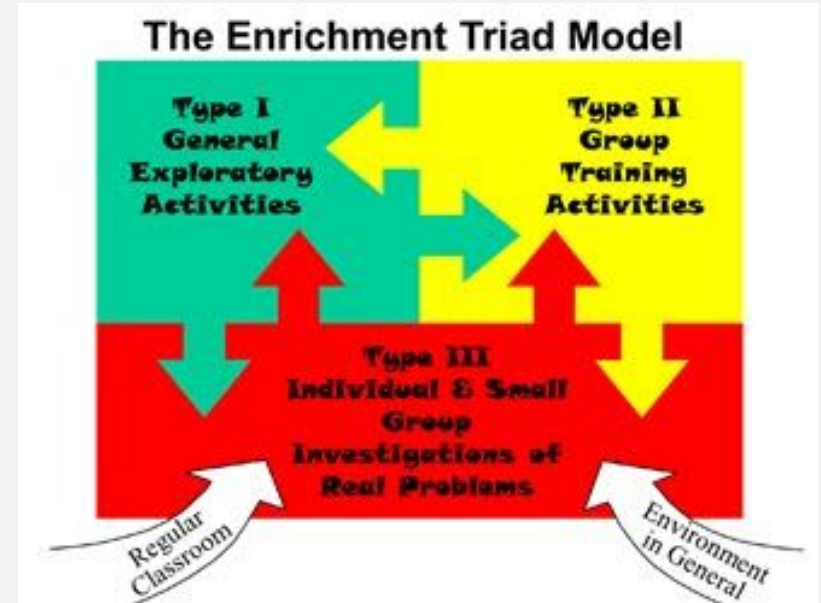 The Enrichment Triad Model
Type I
General
Exploratory
Activities
Type II
Group
Training
Activities
Type III
Individual & Small
Group
Investigations of
Real Problems
Regular
Classroom
Environment
in General